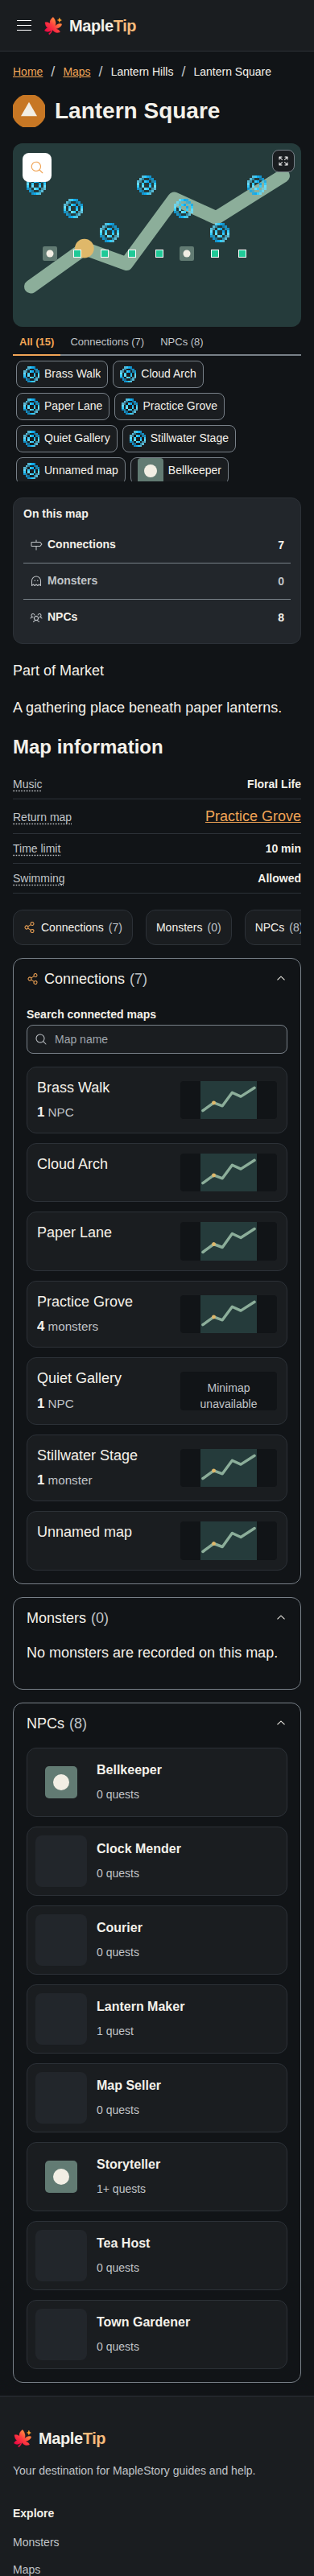 MapleTip
Home / Maps / Lantern Hills / Lantern Square
Lantern Square
All (15) Connections (7) NPCs (8)
Brass Walk Cloud Arch
Paper Lane Practice Grove
Quiet Gallery Stillwater Stage
Unnamed map Bellkeeper
On this map
Connections 7
Monsters 0
NPCs 8
Part of Market
A gathering place beneath paper lanterns.
Map information
Music Floral Life
Return map Practice Grove
Time limit 10 min
Swimming Allowed
Connections (7) Monsters (0) NPCs (8)
Connections (7)
Search connected maps
Map name
Brass Walk
1 NPC
Cloud Arch
Paper Lane
Practice Grove
4 monsters
Quiet Gallery
1 NPC
Minimap
unavailable
Stillwater Stage
1 monster
Unnamed map
Monsters (0)
No monsters are recorded on this map.
NPCs (8)
Bellkeeper
0 quests
Clock Mender
0 quests
Courier
0 quests
Lantern Maker
1 quest
Map Seller
0 quests
Storyteller
1+ quests
Tea Host
0 quests
Town Gardener
0 quests
MapleTip
Your destination for MapleStory guides and help.
Explore
Monsters
Maps